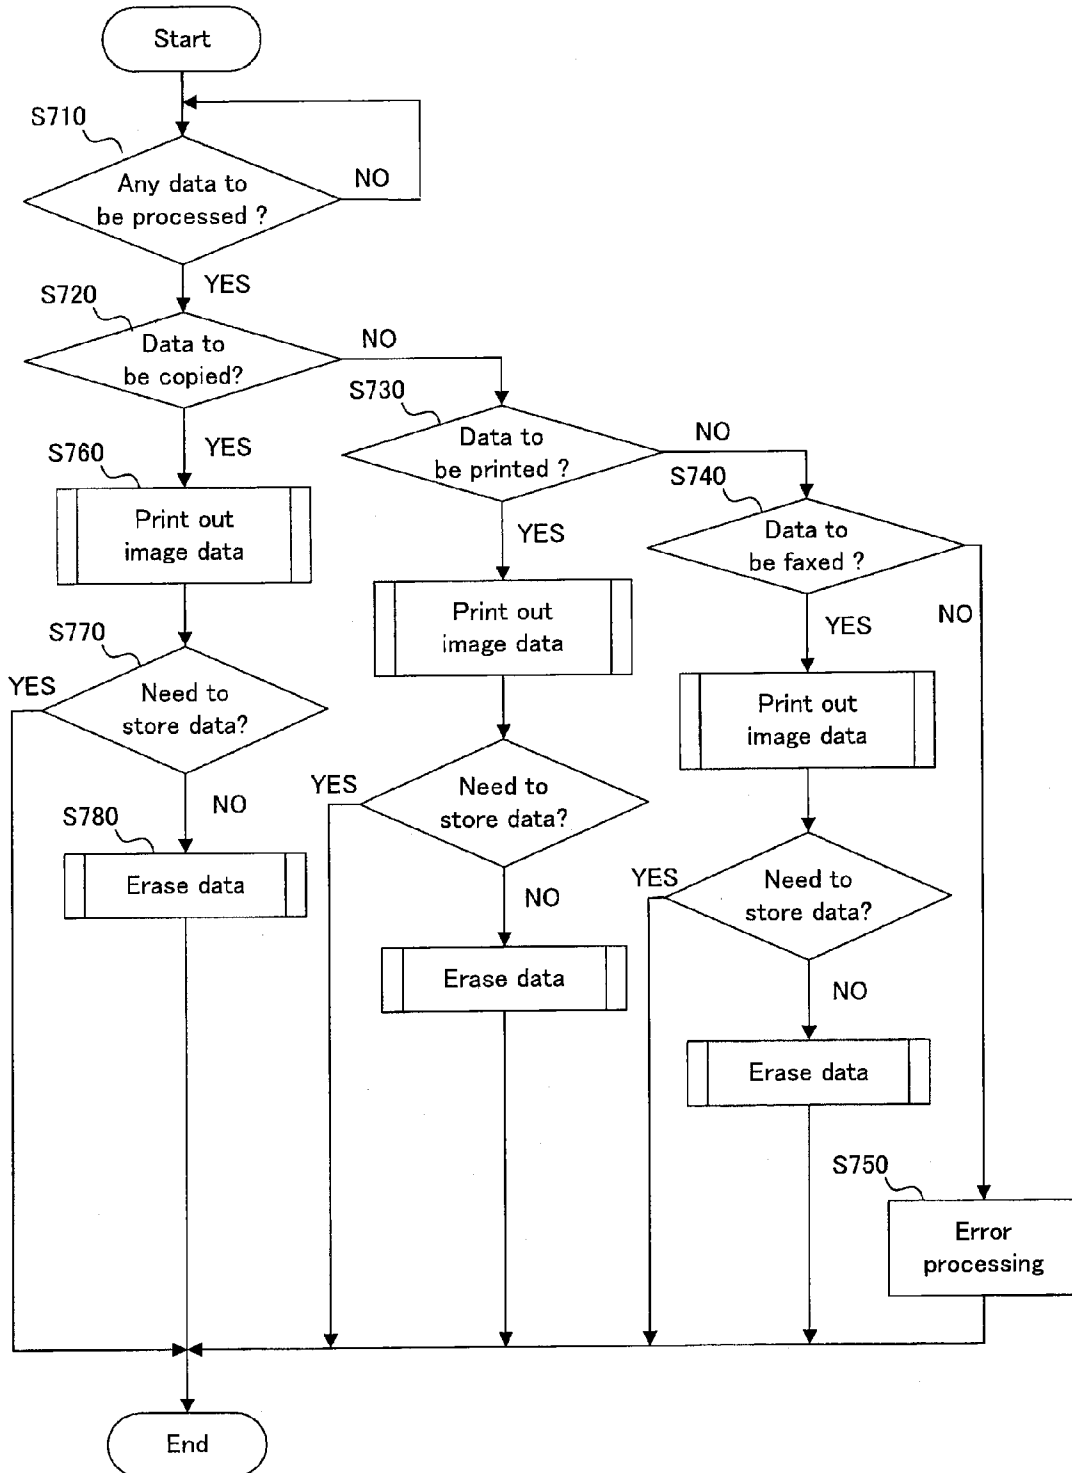 Start
S710
Any data to
be processed ?
NO
YES
S720
Data to
be copied?
NO
YES
S730
Data to
be printed ?
NO
YES
S740
Data to
be faxed ?
NO
YES
S760
Print out
image data
Print out
image data
Print out
image data
S770
Need to
store data?
YES
NO
Need to
store data?
YES
NO
Need to
store data?
YES
NO
S780
Erase data
Erase data
Erase data
S750
Error
processing
End